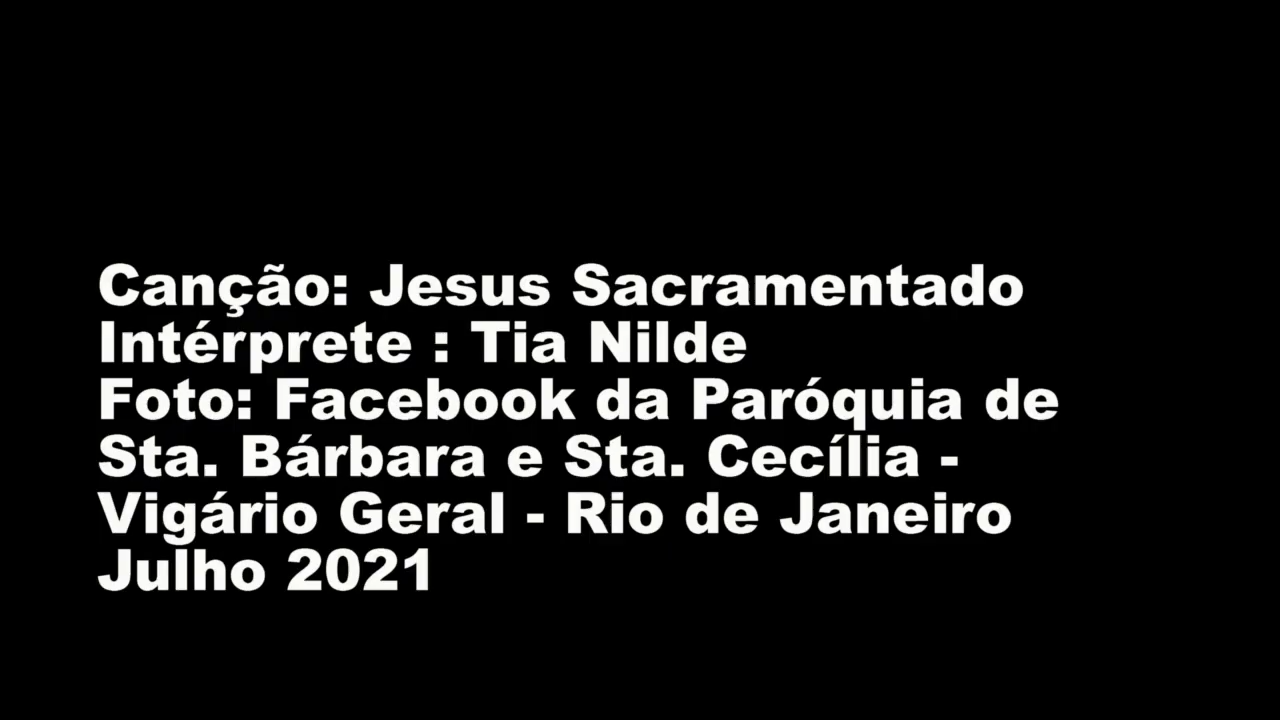 Canção: Jesus Sacramentado
Intérprete : Tia Nilde
Foto: Facebook da Paróquia de
Sta. Bárbara e Sta. Cecília -
Vigário Geral - Rio de Janeiro
Julho 2021